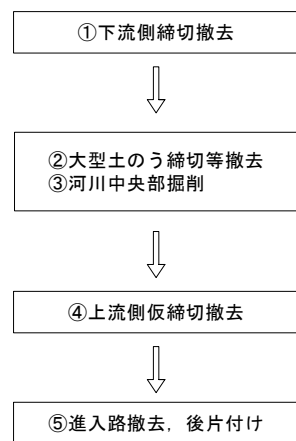 ①下流側締切撤去
②大型土のう締切等撤去
③河川中央部掘削
④上流側仮締切撤去
⑤進入路撤去，後片付け